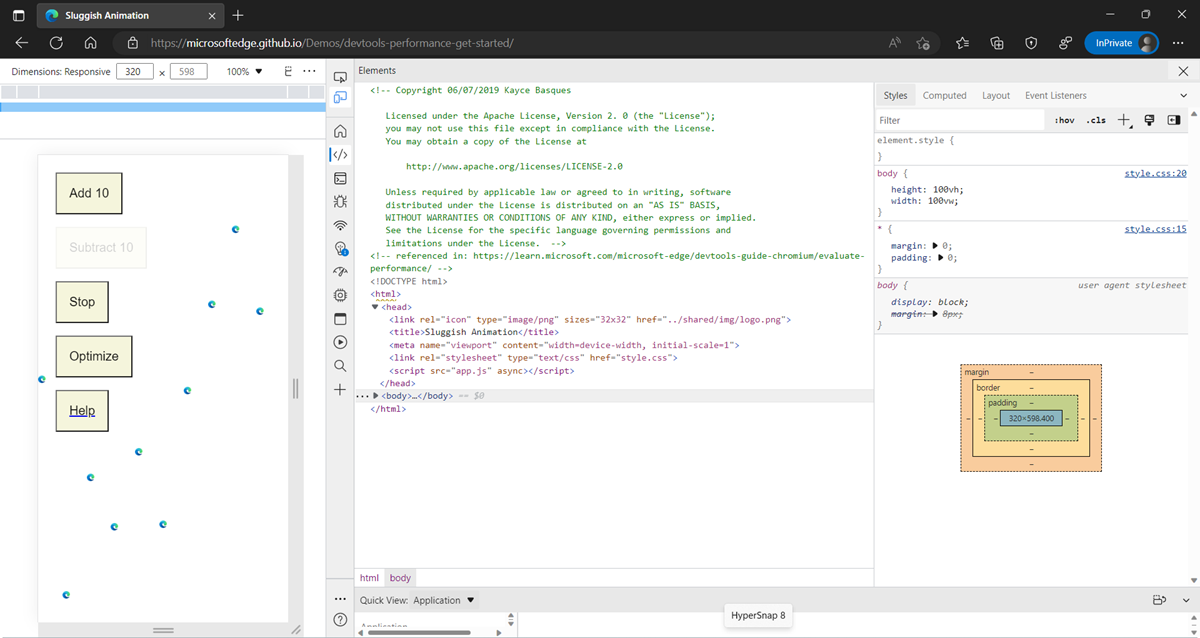 Sluggish Animation
https://microsoftedge.github.io/Demos/devtools-performance-get-started/
InPrivate
Dimensions: Responsive 320 x 598 100%
Add 10
Subtract 10
Stop
Optimize
Help
Elements
<!-- Copyright 06/07/2019 Kayce Basques
Licensed under the Apache License, Version 2. 0 (the "License");
you may not use this file except in compliance with the License.
You may obtain a copy of the License at
http://www.apache.org/licenses/LICENSE-2.0
Unless required by applicable law or agreed to in writing, software
distributed under the License is distributed on an "AS IS" BASIS,
WITHOUT WARRANTIES OR CONDITIONS OF ANY KIND, either express or implied.
See the License for the specific language governing permissions and
limitations under the License. -->
<!-- referenced in: https://learn.microsoft.com/microsoft-edge/devtools-guide-chromium/evaluate-
performance/ -->
<!DOCTYPE html>
<html>
<head>
<link rel="icon" type="image/png" sizes="32x32" href="../shared/img/logo.png">
<title>Sluggish Animation</title>
<meta name="viewport" content="width=device-width, initial-scale=1">
<link rel="stylesheet" type="text/css" href="style.css">
<script src="app.js" async></script>
</head>
<body>…</body> == $0
</html>
html body
Quick View: Application
Application
HyperSnap 8
Styles Computed Layout Event Listeners
Filter :hov .cls
element.style {
}
body { style.css:20
height: 100vh;
width: 100vw;
}
* { style.css:15
margin: 0;
padding: 0;
}
body { user agent stylesheet
display: block;
margin: 8px;
}
margin -
border -
padding -
- - - 320×598.400 - - -
-
-
-